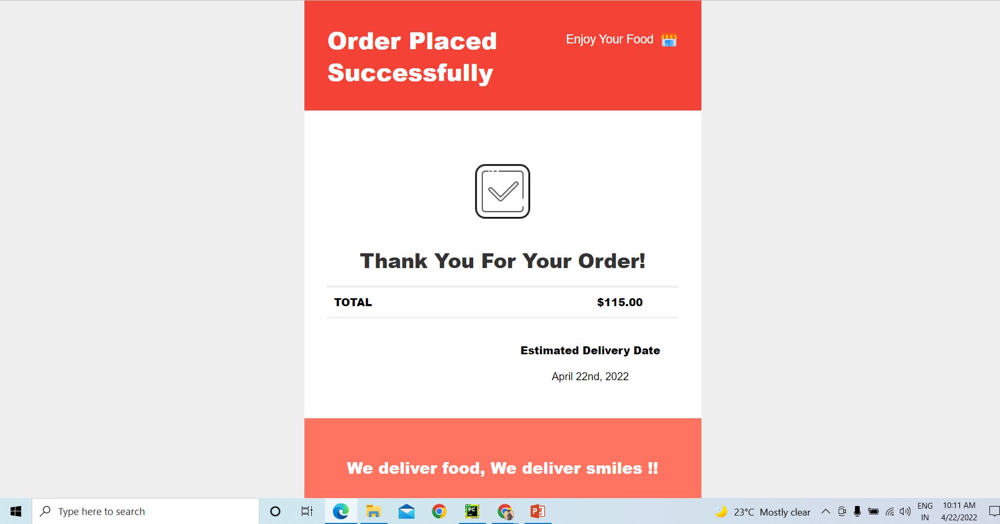 Order Placed
Successfully
Enjoy Your Food
Thank You For Your Order!
TOTAL $115.00
Estimated Delivery Date
April 22nd, 2022
We deliver food, We deliver smiles !!
Type here to search
PC
P
23°C Mostly clear
ENG
IN
10:11 AM
4/22/2022